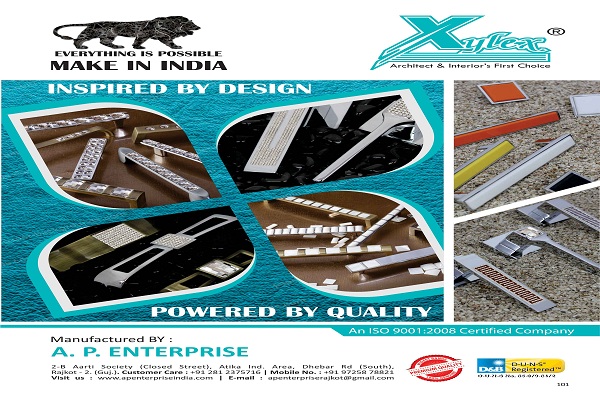 EVERYTHING IS POSSIBLE
MAKE IN INDIA
Xylex ®
Architect & Interior's First Choice
INSPIRED BY DESIGN
POWERED BY QUALITY
An ISO 9001:2008 Certified Company
Manufactured BY :
A. P. ENTERPRISE
2-B Aarti Society (Closed Street), Atika Ind. Area, Dhebar Rd (South),
Rajkot - 2. (Guj.). Customer Care : +91 281 2375716 | Mobile No. : +91 97258 78821
Visit us : www.apenterpriseindia.com | E-mail : apenterpriserajkot@gmail.com
PREMIUM QUALITY
D&B
D-U-N-S®
Registered™
101